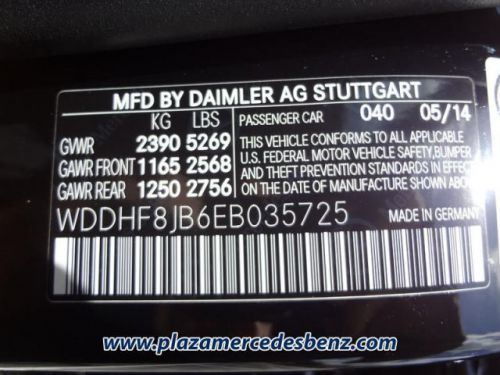 MFD BY DAIMLER AG STUTTGART
KG LBS PASSENGER CAR 040 05/14
GVWR 2390 5269 THIS VEHICLE CONFORMS TO ALL APPLICABLE
U.S. FEDERAL MOTOR VEHICLE SAFETY, BUMPER,
GAWR FRONT 1165 2568 AND THEFT PREVENTION STANDARDS IN EFFECT
GAWR REAR 1250 2756 ON THE DATE OF MANUFACTURE SHOWN ABOVE.
WDDHF8JB6EB035725 MADE IN GERMANY
www.plazamercedesbenz.com